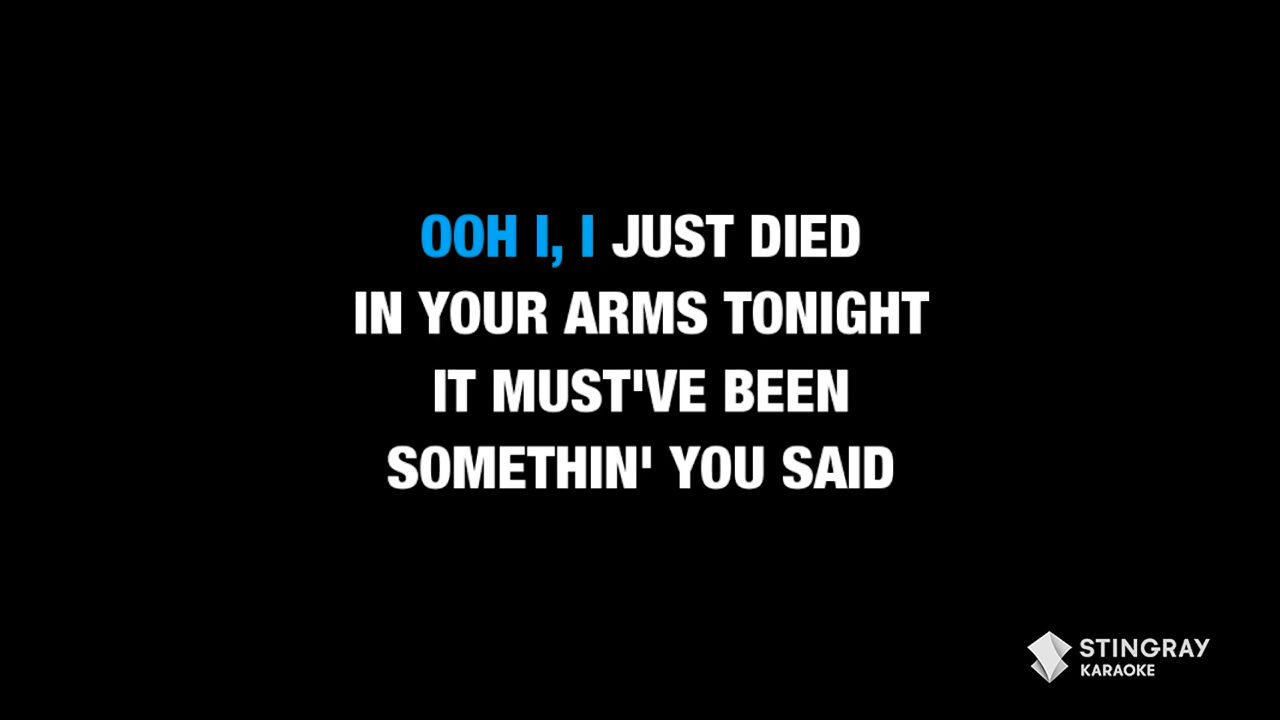 OOH I, I JUST DIED
IN YOUR ARMS TONIGHT
IT MUST'VE BEEN
SOMETHIN' YOU SAID
STINGRAY
KARAOKE